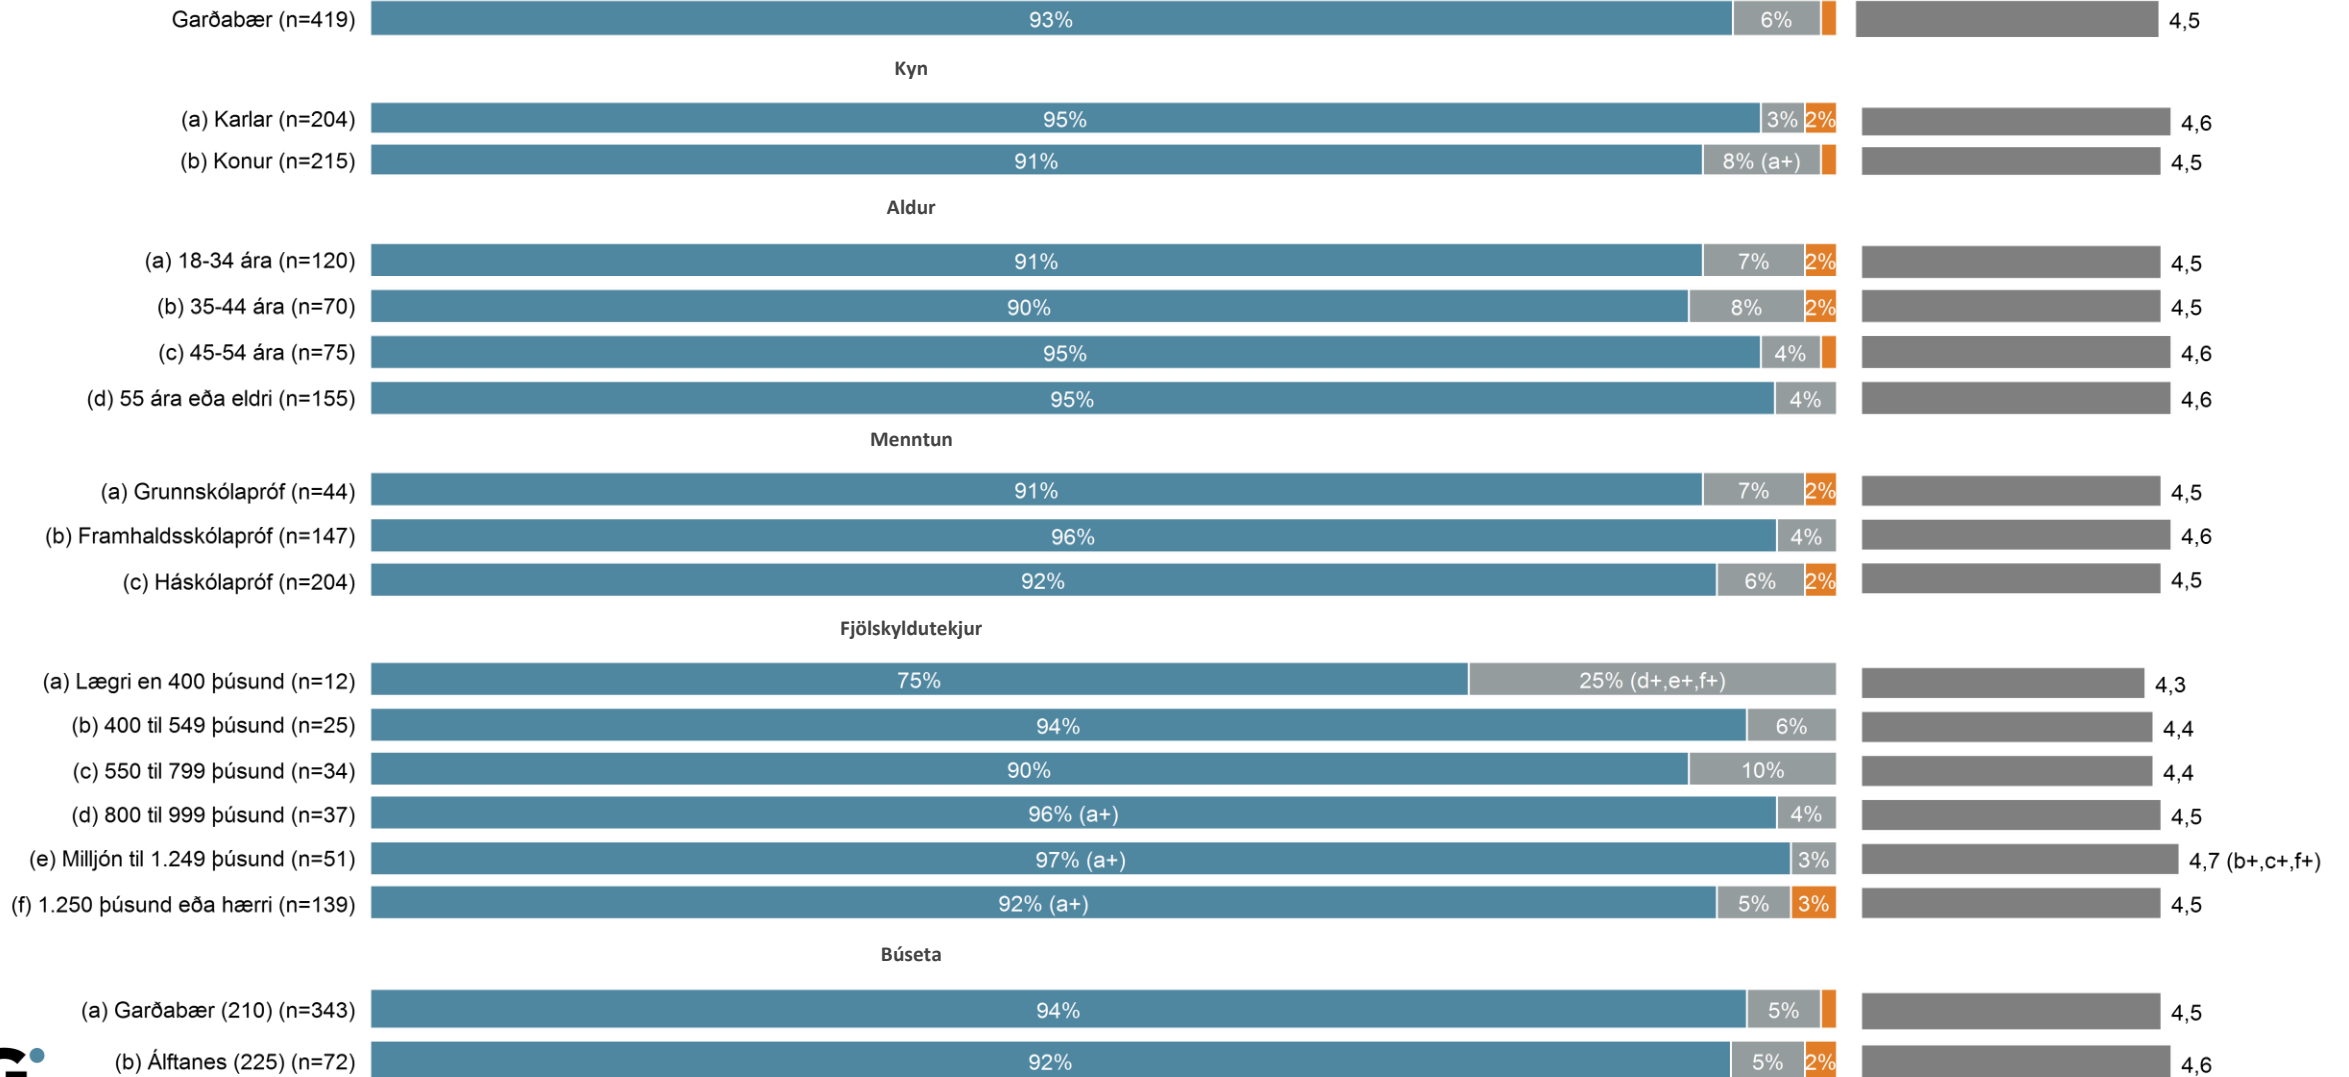 Garðabær (n=419) 93% 6% 4,5
Kyn
(a) Karlar (n=204) 95% 3% 2% 4,6
(b) Konur (n=215) 91% 8% (a+) 4,5
Aldur
(a) 18-34 ára (n=120) 91% 7% 2% 4,5
(b) 35-44 ára (n=70) 90% 8% 2% 4,5
(c) 45-54 ára (n=75) 95% 4% 4,6
(d) 55 ára eða eldri (n=155) 95% 4% 4,6
Menntun
(a) Grunnskólapróf (n=44) 91% 7% 2% 4,5
(b) Framhaldsskólapróf (n=147) 96% 4% 4,6
(c) Háskólapróf (n=204) 92% 6% 2% 4,5
Fjölskyldutekjur
(a) Lægri en 400 þúsund (n=12) 75% 25% (d+,e+,f+) 4,3
(b) 400 til 549 þúsund (n=25) 94% 6% 4,4
(c) 550 til 799 þúsund (n=34) 90% 10% 4,4
(d) 800 til 999 þúsund (n=37) 96% (a+) 4% 4,5
(e) Milljón til 1.249 þúsund (n=51) 97% (a+) 3% 4,7 (b+,c+,f+)
(f) 1.250 þúsund eða hærri (n=139) 92% (a+) 5% 3% 4,5
Búseta
(a) Garðabær (210) (n=343) 94% 5% 4,5
(b) Álftanes (225) (n=72) 92% 5% 2% 4,6